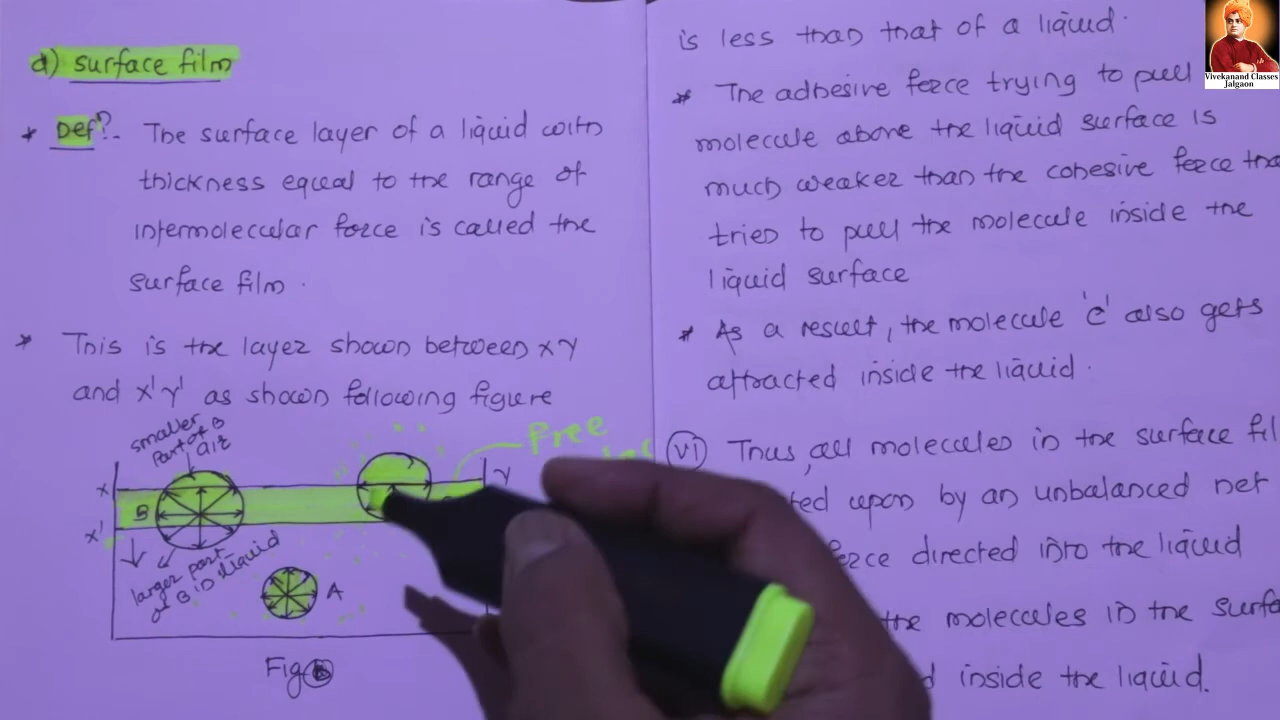 d) surface film
* Defn:- The surface layer of a liquid with
thickness equal to the range of
intermolecular force is called the
surface film.
* This is the layer shown between XY
and X'Y' as shown following figure
smaller
part of B
air
Free
X
Y
B
X'
larger part
of B in liquid
A
Fig
is less than that of a liquid.
* The adhesive force trying to pull
molecule above the liquid surface is
much weaker than the cohesive force
tries to pull the molecule inside the
liquid surface
* As a result, the molecule 'c' also gets
attracted inside the liquid.
(vi) Thus, all molecules in the surface
upon by an unbalanced net
directed into the liquid
the molecules in the
inside the liquid.
Vivekanand Classes
Jalgaon